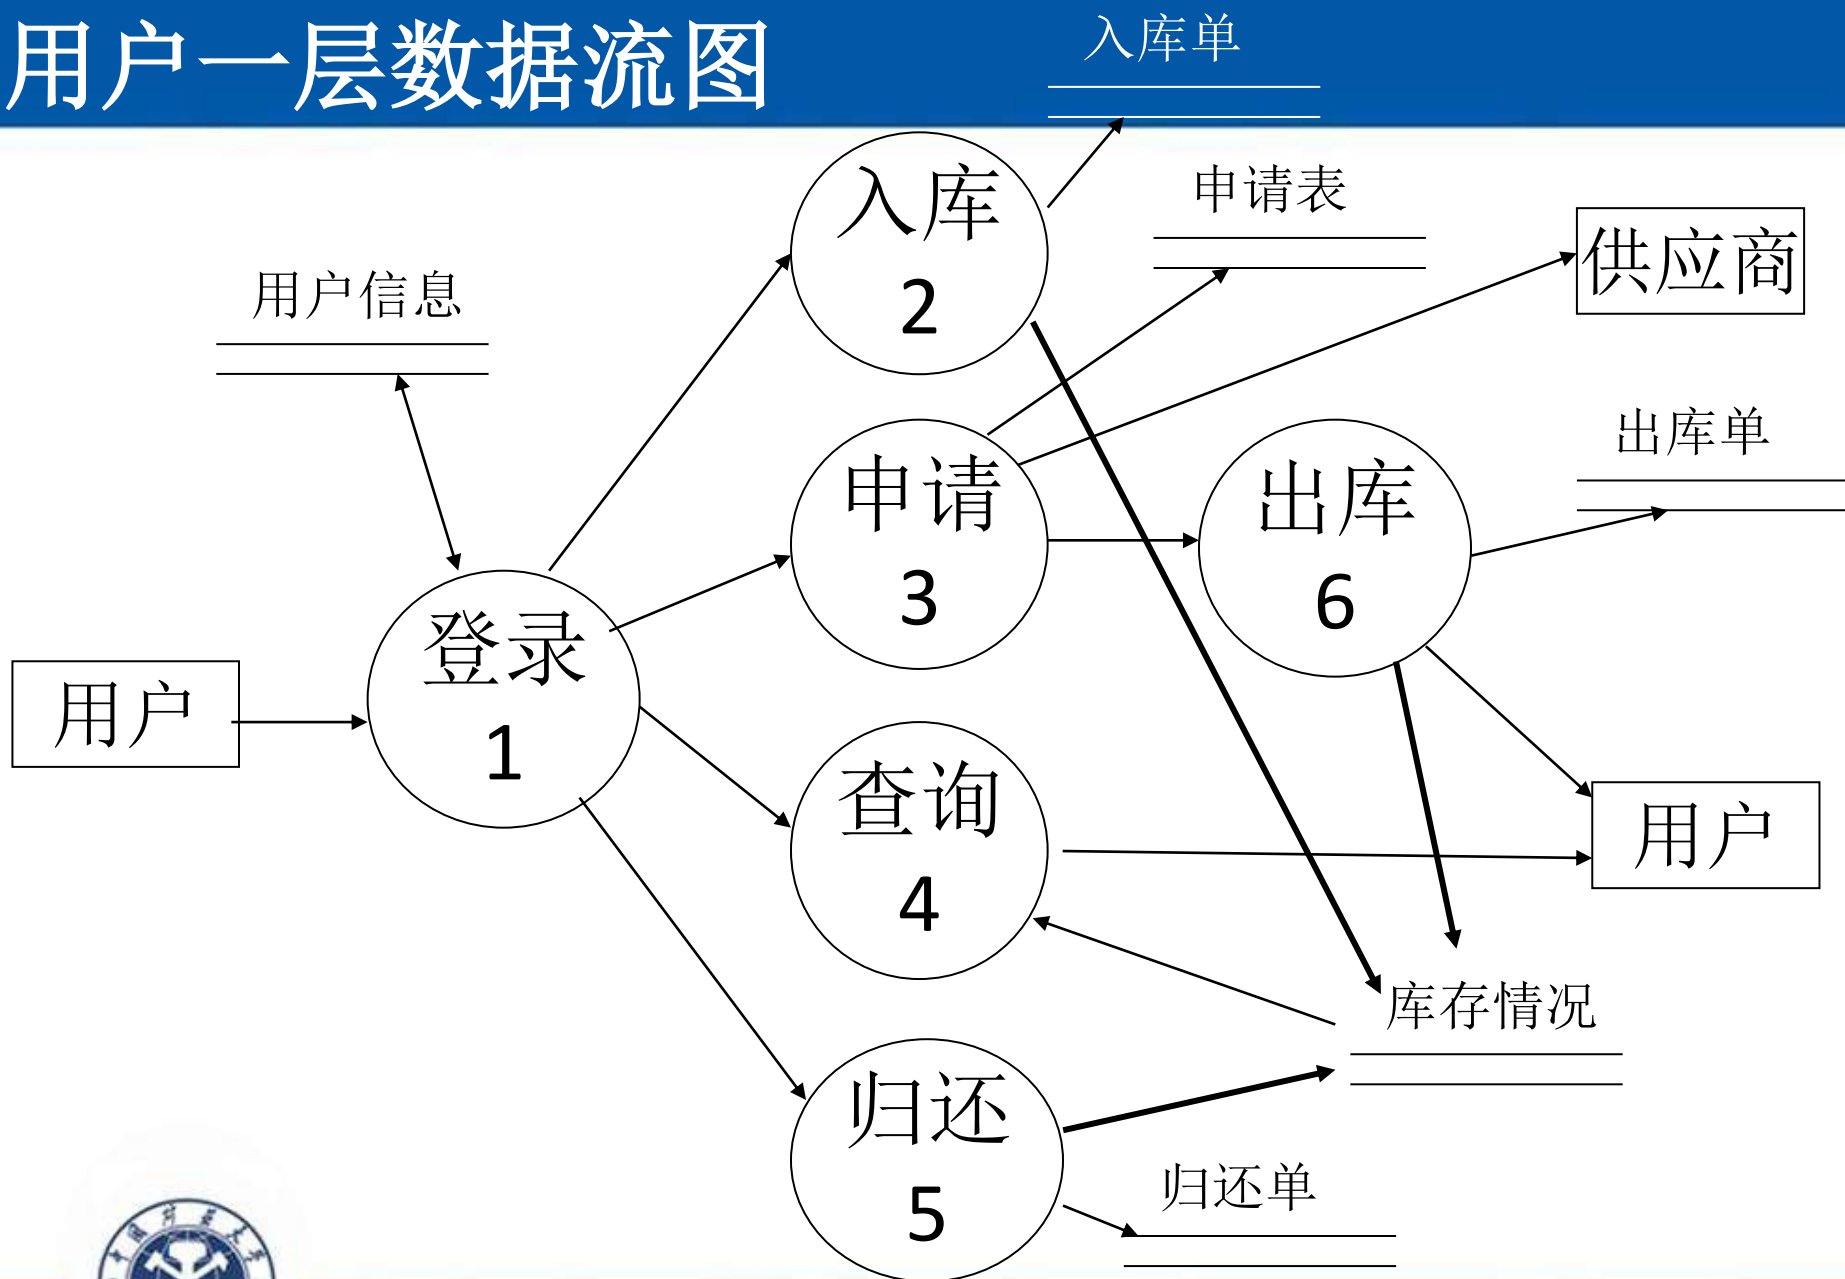 用户一层数据流图
入库单
入库
2
申请表
供应商
用户信息
出库单
申请
3
出库
6
登录
1
用户
查询
4
用户
库存情况
归还
5
归还单